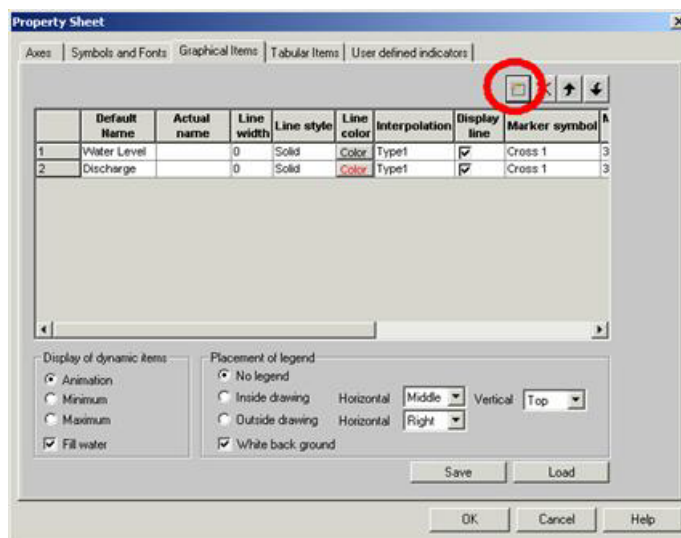 Property Sheet
Axes Symbols and Fonts Graphical Items Tabular Items User defined indicators
Default Name Actual name Line width Line style Line color Interpolation Display line Marker symbol M
1 Water Level 0 Solid Color Type1 Cross 1 3
2 Discharge 0 Solid Color Type1 Cross 1 3
Display of dynamic items Placement of legend
Animation No legend
Minimum Inside drawing Horizontal Middle Vertical Top
Maximum Outside drawing Horizontal Right
Fill water White back ground
Save Load
OK Cancel Help